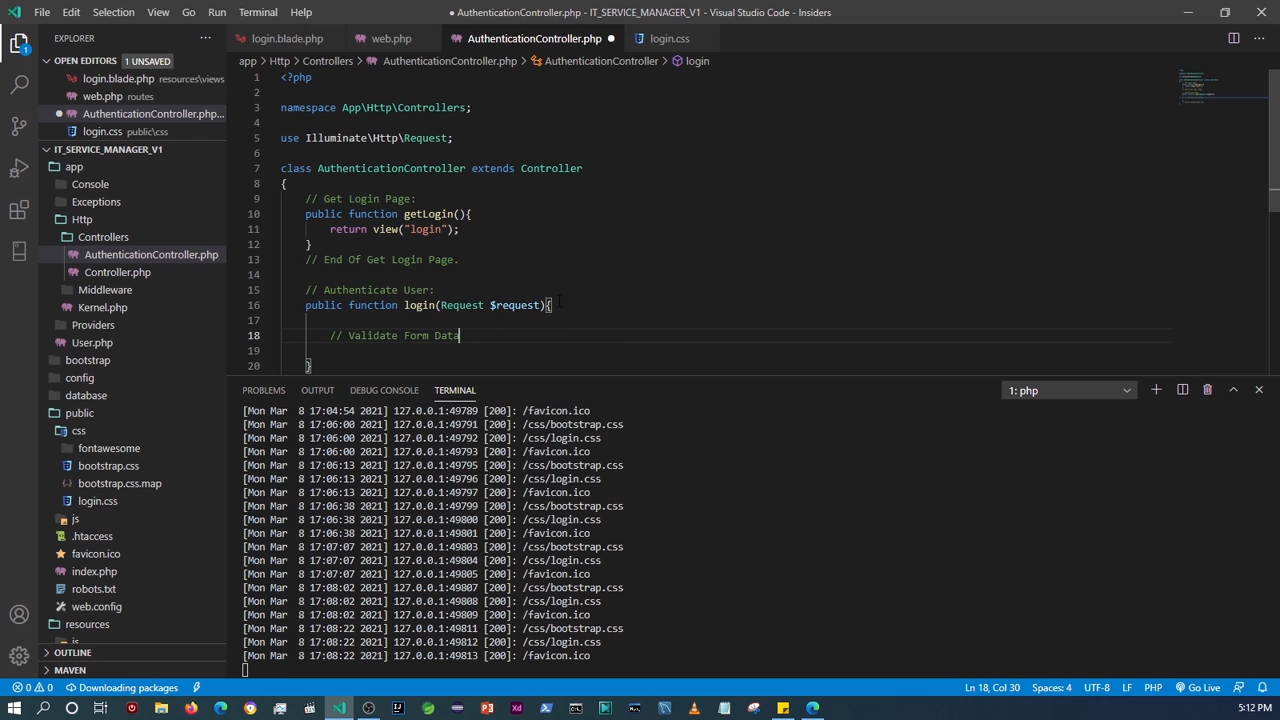 File Edit Selection View Go Run Terminal Help
● AuthenticationController.php - IT_SERVICE_MANAGER_V1 - Visual Studio Code - Insiders
EXPLORER
OPEN EDITORS 1 UNSAVED
login.blade.php resources\views
web.php routes
AuthenticationController.php...
login.css public\css
IT_SERVICE_MANAGER_V1
app
Console
Exceptions
Http
Controllers
AuthenticationController.php
Controller.php
Middleware
Kernel.php
Providers
User.php
bootstrap
config
database
public
css
fontawesome
bootstrap.css
bootstrap.css.map
login.css
js
.htaccess
favicon.ico
index.php
robots.txt
web.config
resources
js
OUTLINE
MAVEN
login.blade.php web.php AuthenticationController.php login.css
app > Http > Controllers > AuthenticationController.php > AuthenticationController > login
1 <?php
2
3 namespace App\Http\Controllers;
4
5 use Illuminate\Http\Request;
6
7 class AuthenticationController extends Controller
8 {
9 // Get Login Page:
10 public function getLogin(){
11 return view("login");
12 }
13 // End Of Get Login Page.
14
15 // Authenticate User:
16 public function login(Request $request){
17
18 // Validate Form Data
19
20 }
PROBLEMS OUTPUT DEBUG CONSOLE TERMINAL 1: php
[Mon Mar  8 17:04:54 2021] 127.0.0.1:49789 [200]: /favicon.ico
[Mon Mar  8 17:06:00 2021] 127.0.0.1:49791 [200]: /css/bootstrap.css
[Mon Mar  8 17:06:00 2021] 127.0.0.1:49792 [200]: /css/login.css
[Mon Mar  8 17:06:00 2021] 127.0.0.1:49793 [200]: /favicon.ico
[Mon Mar  8 17:06:13 2021] 127.0.0.1:49795 [200]: /css/bootstrap.css
[Mon Mar  8 17:06:13 2021] 127.0.0.1:49796 [200]: /css/login.css
[Mon Mar  8 17:06:13 2021] 127.0.0.1:49797 [200]: /favicon.ico
[Mon Mar  8 17:06:38 2021] 127.0.0.1:49799 [200]: /css/bootstrap.css
[Mon Mar  8 17:06:38 2021] 127.0.0.1:49800 [200]: /css/login.css
[Mon Mar  8 17:06:38 2021] 127.0.0.1:49801 [200]: /favicon.ico
[Mon Mar  8 17:07:07 2021] 127.0.0.1:49803 [200]: /css/bootstrap.css
[Mon Mar  8 17:07:07 2021] 127.0.0.1:49804 [200]: /css/login.css
[Mon Mar  8 17:07:07 2021] 127.0.0.1:49805 [200]: /favicon.ico
[Mon Mar  8 17:08:02 2021] 127.0.0.1:49807 [200]: /css/bootstrap.css
[Mon Mar  8 17:08:02 2021] 127.0.0.1:49808 [200]: /css/login.css
[Mon Mar  8 17:08:02 2021] 127.0.0.1:49809 [200]: /favicon.ico
[Mon Mar  8 17:08:22 2021] 127.0.0.1:49811 [200]: /css/bootstrap.css
[Mon Mar  8 17:08:22 2021] 127.0.0.1:49812 [200]: /css/login.css
[Mon Mar  8 17:08:22 2021] 127.0.0.1:49813 [200]: /favicon.ico
0 0 Downloading packages Ln 18, Col 30 Spaces: 4 UTF-8 LF PHP Go Live
5:12 PM